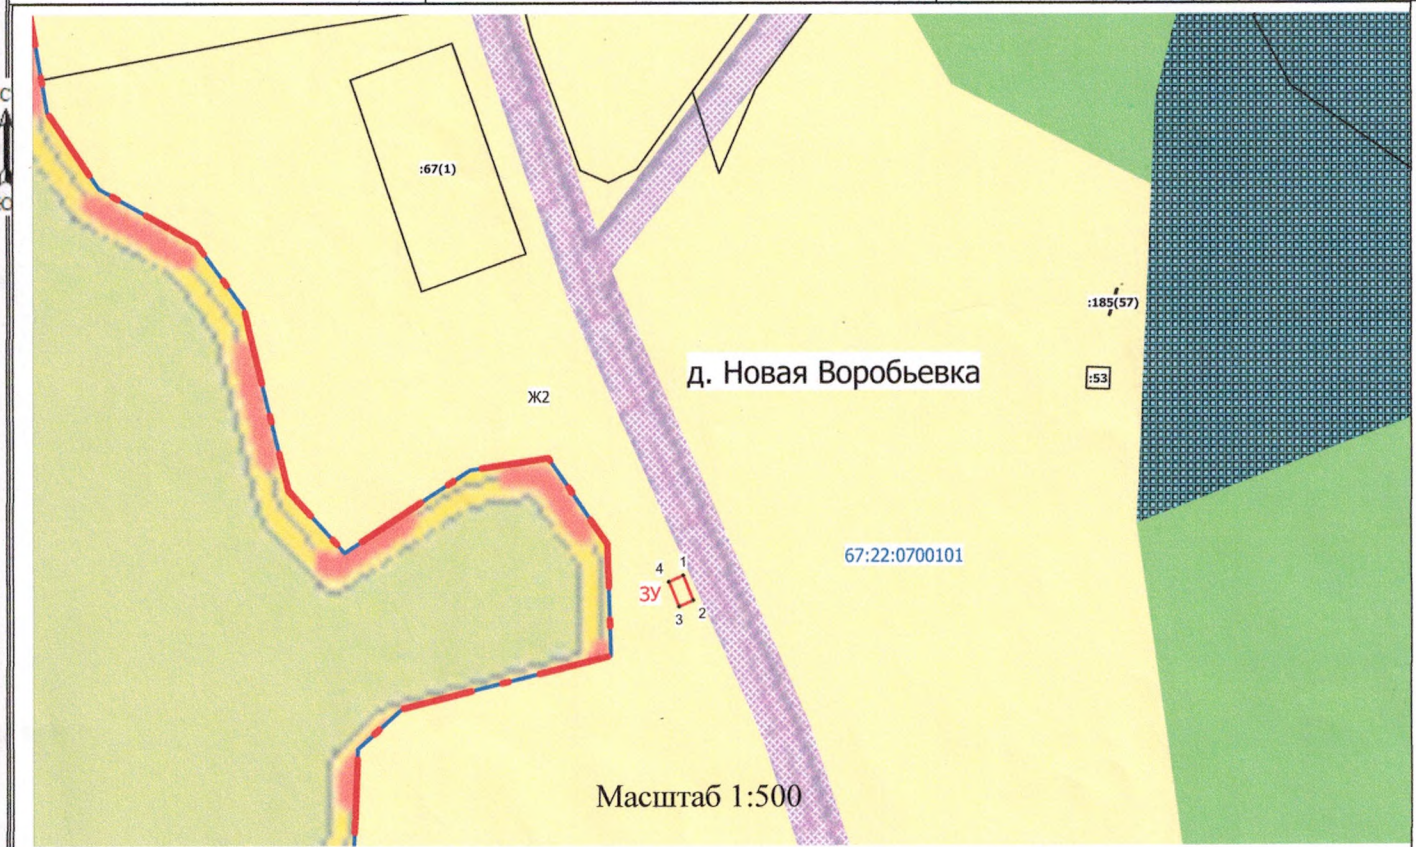 С
Ю
:67(1)
:185(57)
д. Новая Воробьевка
:53
Ж2
67:22:0700101
1
4
ЗУ
2
3
Масштаб 1:500